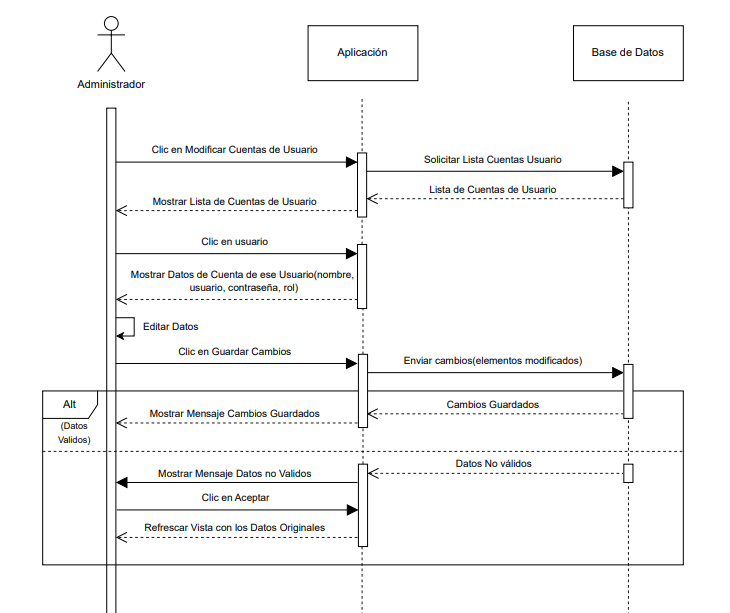 Administrador
Aplicación
Base de Datos
Clic en Modificar Cuentas de Usuario
Solicitar Lista Cuentas Usuario
Lista de Cuentas de Usuario
Mostrar Lista de Cuentas de Usuario
Clic en usuario
Mostrar Datos de Cuenta de ese Usuario(nombre,
usuario, contraseña, rol)
Editar Datos
Clic en Guardar Cambios
Enviar cambios(elementos modificados)
Alt
(Datos
Validos)
Cambios Guardados
Mostrar Mensaje Cambios Guardados
Datos No válidos
Mostrar Mensaje Datos no Validos
Clic en Aceptar
Refrescar Vista con los Datos Originales